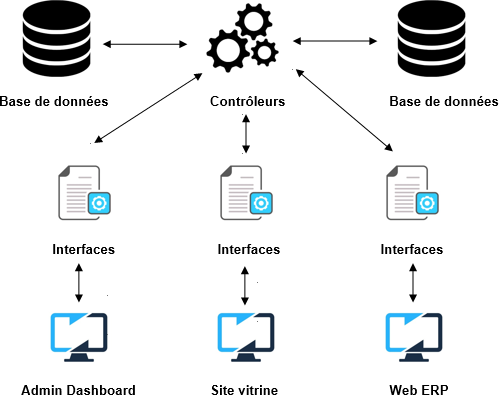 Base de données
Contrôleurs
Base de données
Interfaces
Interfaces
Interfaces
Admin Dashboard
Site vitrine
Web ERP